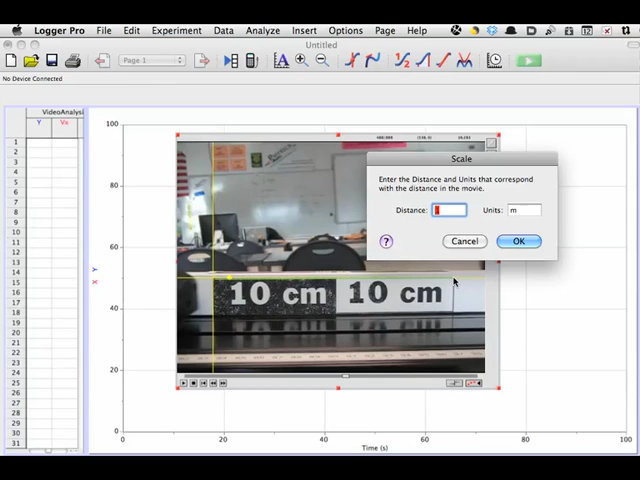 Logger Pro File Edit Experiment Data Analyze Insert Options Page Help
Untitled
Page 1
No Device Connected
VideoAnalysi
Y Vx
1
2
3
4
5
6
7
8
9
10
11
12
13
14
15
16
17
18
19
20
21
22
23
24
25
26
27
28
29
30
31
100
80
60
40
20
0
X Y
Scale
Enter the Distance and Units that correspond
with the distance in the movie.
Distance: Units: m
? Cancel OK
10 cm 10 cm
0 20 40 60 80 100
Time (s)